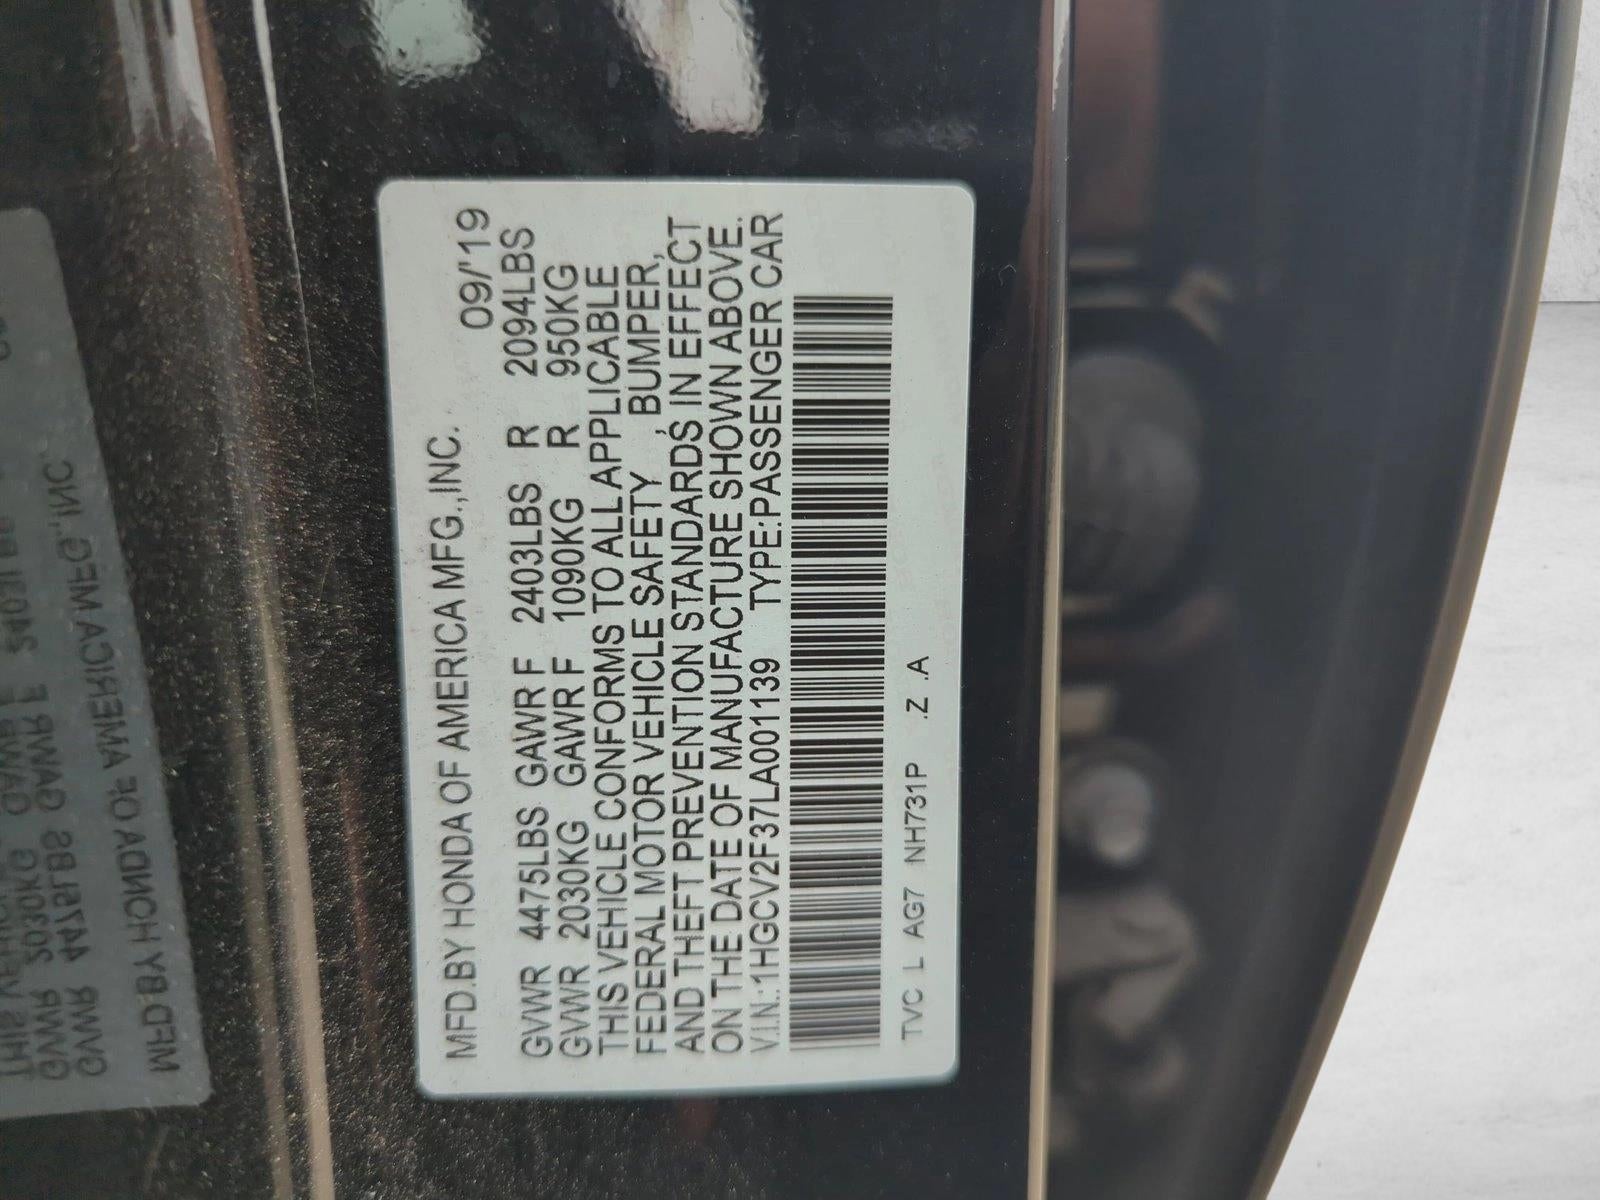 MFD.BY HONDA OF AMERICA MFG.,INC. 09/'19
GVWR 4475LBS GAWR F 2403LBS R 2094LBS
GVWR 2030KG GAWR F 1090KG R 950KG
THIS VEHICLE CONFORMS TO ALL APPLICABLE
FEDERAL MOTOR VEHICLE SAFETY , BUMPER,
AND THEFT PREVENTION STANDARDS IN EFFECT
ON THE DATE OF MANUFACTURE SHOWN ABOVE.
V.I.N.:1HGCV2F37LA001139 TYPE:PASSENGER CAR
TVC L AG7 NH731P .Z .A